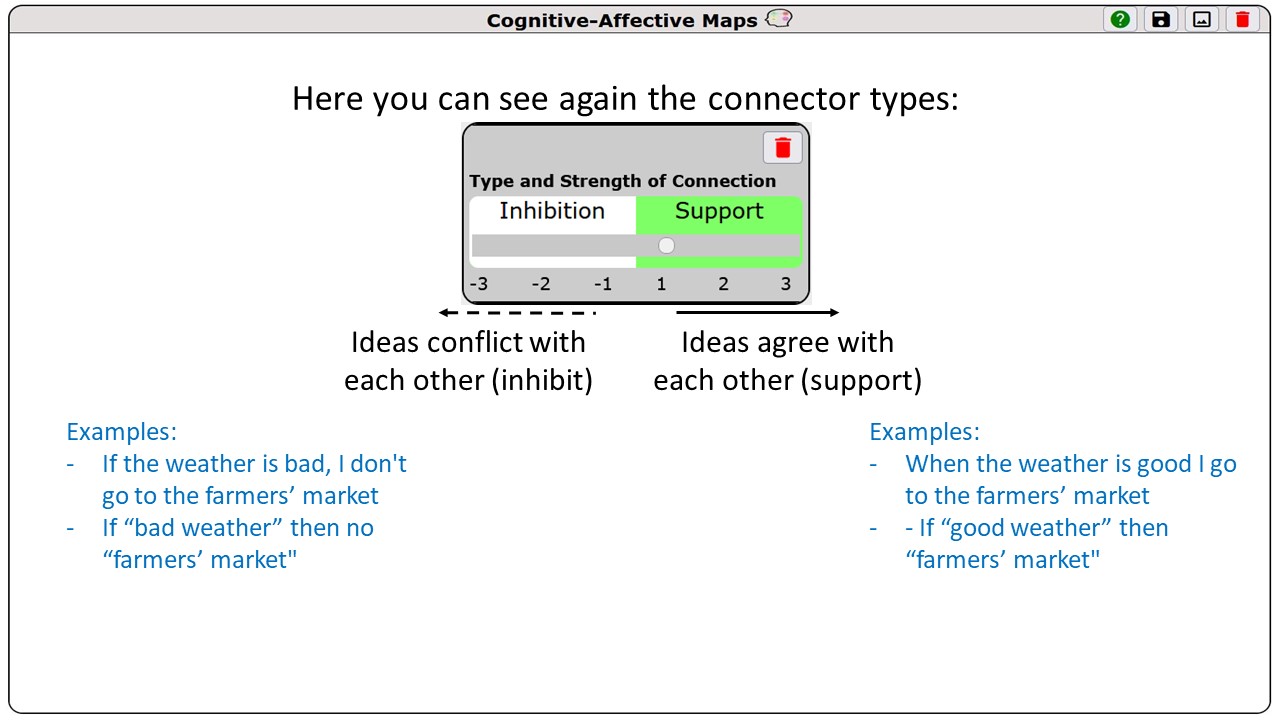 Cognitive-Affective Maps
Here you can see again the connector types:
Type and Strength of Connection
Inhibition Support
-3 -2 -1 1 2 3
Ideas conflict with
each other (inhibit)
Ideas agree with
each other (support)
Examples:
- If the weather is bad, I don't
go to the farmers’ market
- If “bad weather” then no
“farmers’ market"
Examples:
- When the weather is good I go
to the farmers’ market
- - If “good weather” then
“farmers’ market"